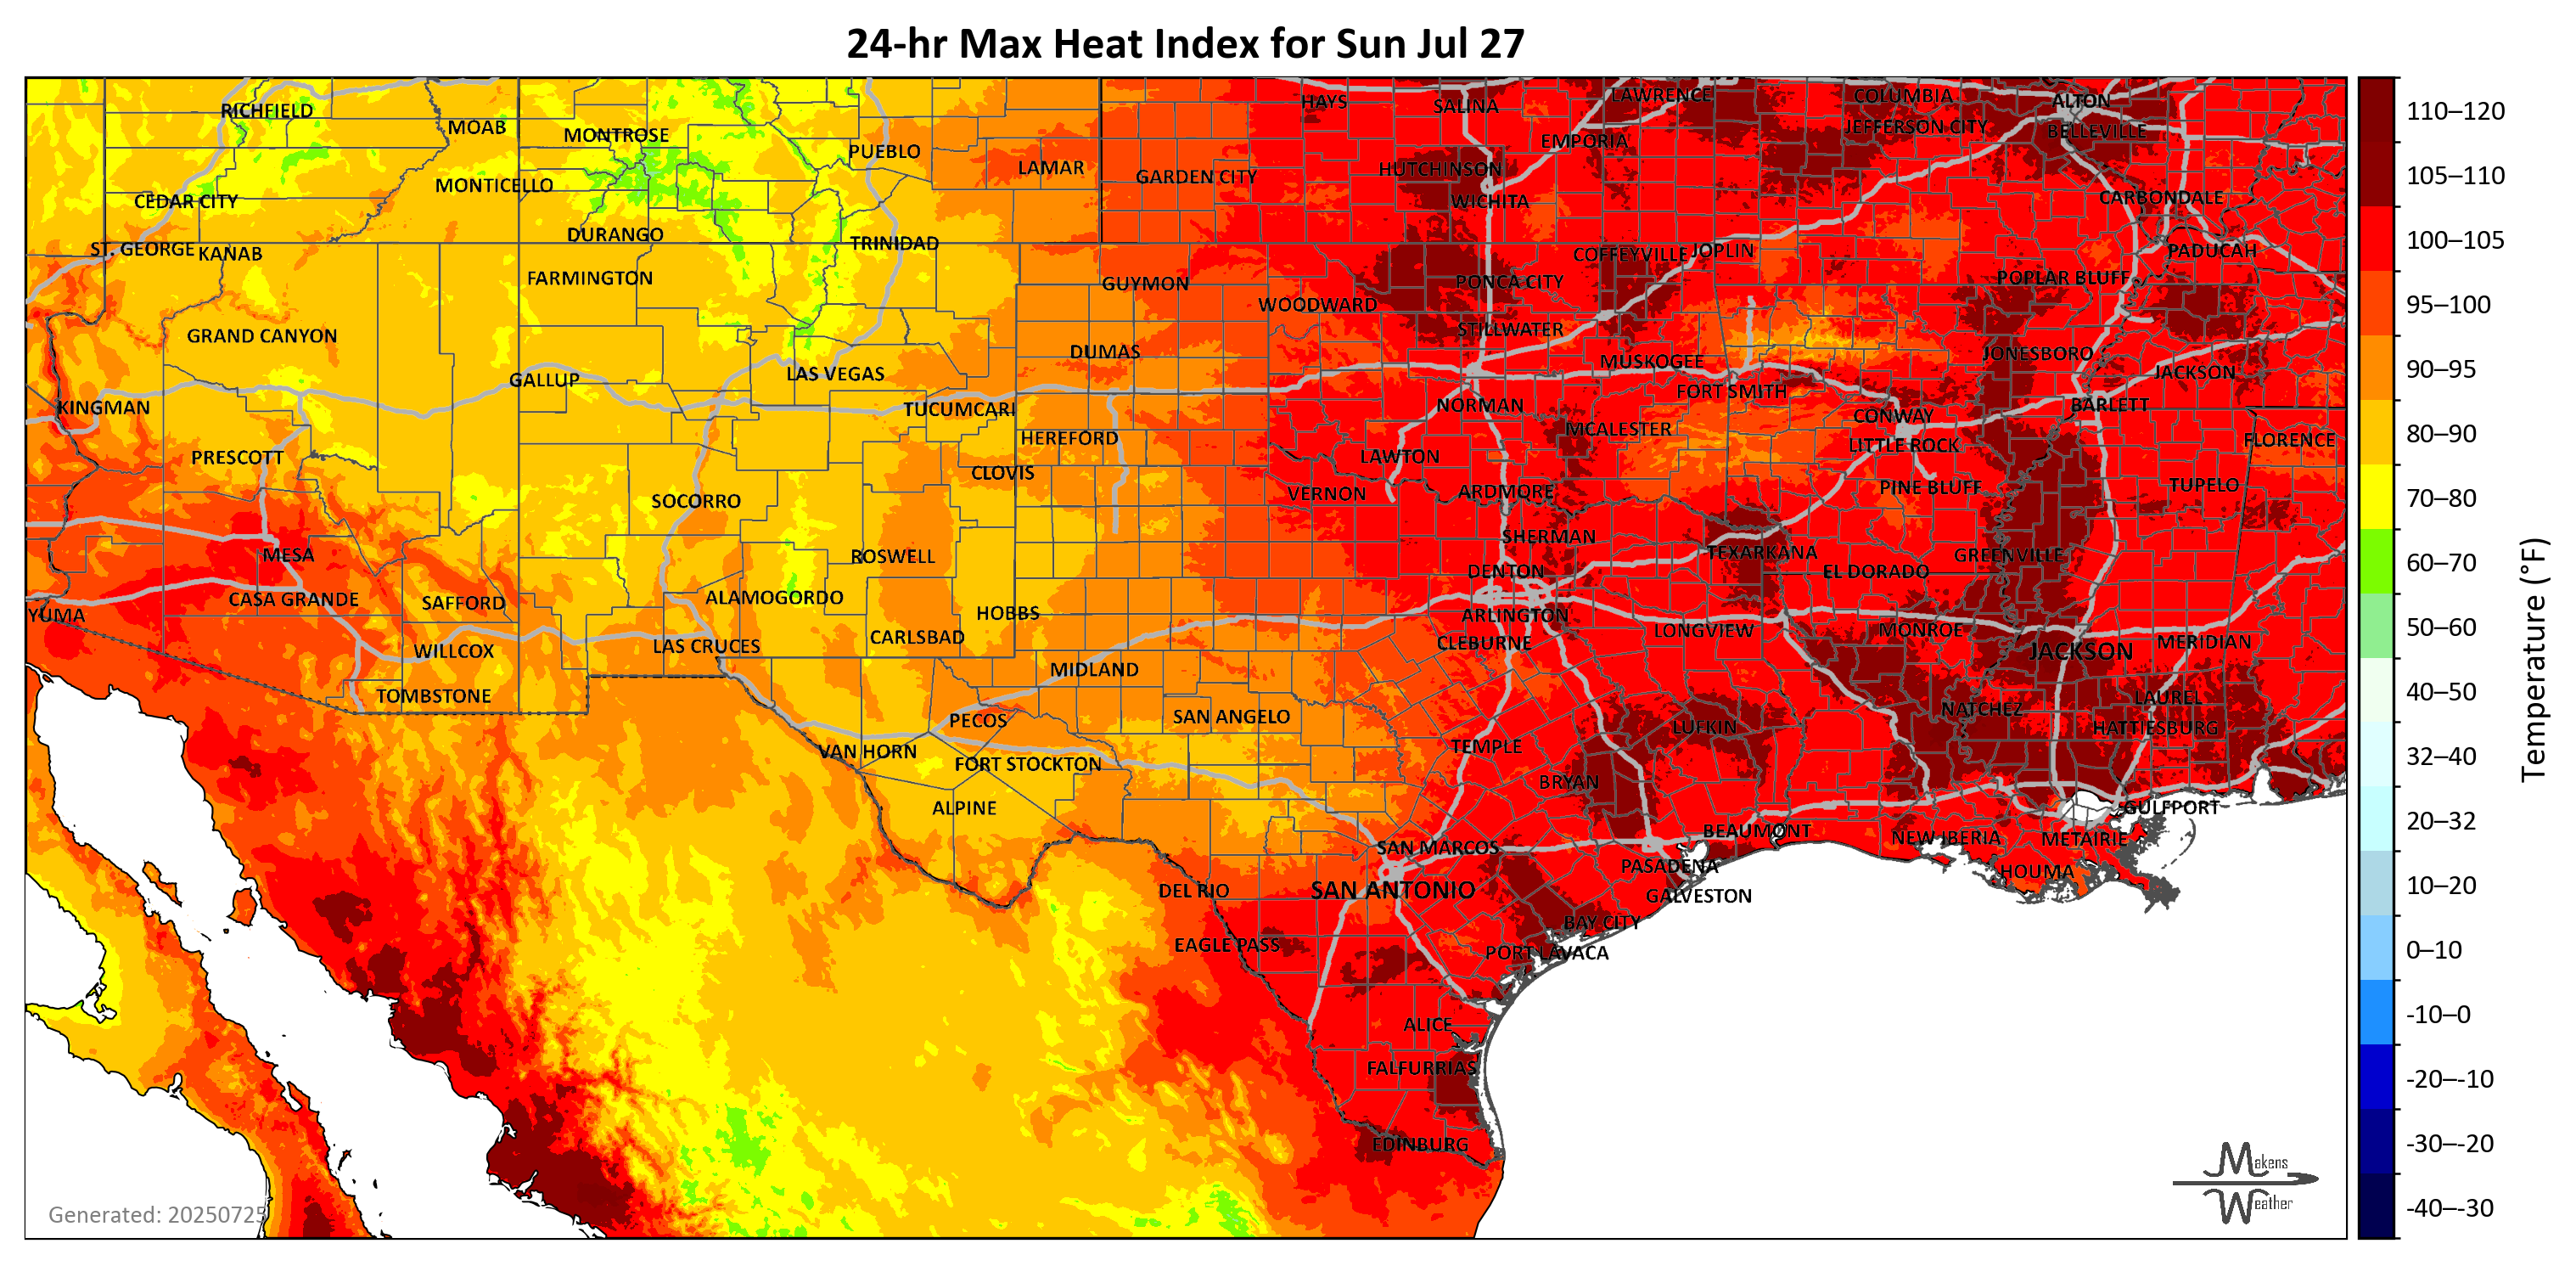 24-hr Max Heat Index for Sun Jul 27
RICHFIELD
MOAB
MONTROSE
PUEBLO
LAMAR
GARDEN CITY
HAYS
SALINA
LAWRENCE
EMPORIA
COLUMBIA
JEFFERSON CITY
ALTON
BELLEVILLE
CEDAR CITY
MONTICELLO
HUTCHINSON
WICHITA
CARBONDALE
ST. GEORGE
KANAB
DURANGO
TRINIDAD
COFFEYVILLE
JOPLIN
PADUCAH
FARMINGTON
GUYMON
WOODWARD
PONCA CITY
POPLAR BLUFF
GRAND CANYON
DUMAS
STILLWATER
MUSKOGEE
JONESBORO
GALLUP
LAS VEGAS
FORT SMITH
JACKSON
KINGMAN
TUCUMCARI
NORMAN
CONWAY
BARLETT
HEREFORD
MCALESTER
LITTLE ROCK
FLORENCE
PRESCOTT
CLOVIS
LAWTON
SOCORRO
VERNON
ARDMORE
PINE BLUFF
TUPELO
MESA
ROSWELL
SHERMAN
TEXARKANA
GREENVILLE
DENTON
EL DORADO
YUMA
CASA GRANDE
SAFFORD
ALAMOGORDO
HOBBS
ARLINGTON
WILLCOX
LAS CRUCES
CARLSBAD
CLEBURNE
LONGVIEW
MONROE
JACKSON
MERIDIAN
TOMBSTONE
MIDLAND
PECOS
SAN ANGELO
LUFKIN
NATCHEZ
LAUREL
HATTIESBURG
VAN HORN
FORT STOCKTON
TEMPLE
ALPINE
BRYAN
GULFPORT
SAN MARCOS
BEAUMONT
NEW IBERIA
METAIRIE
DEL RIO
SAN ANTONIO
PASADENA
GALVESTON
HOUMA
EAGLE PASS
BAY CITY
PORT LAVACA
ALICE
FALFURRIAS
EDINBURG
Generated: 20250725
Makens
Weather
110–120
105–110
100–105
95–100
90–95
80–90
70–80
60–70
50–60
40–50
32–40
20–32
10–20
0–10
-10–0
-20–-10
-30–-20
-40–-30
Temperature (°F)